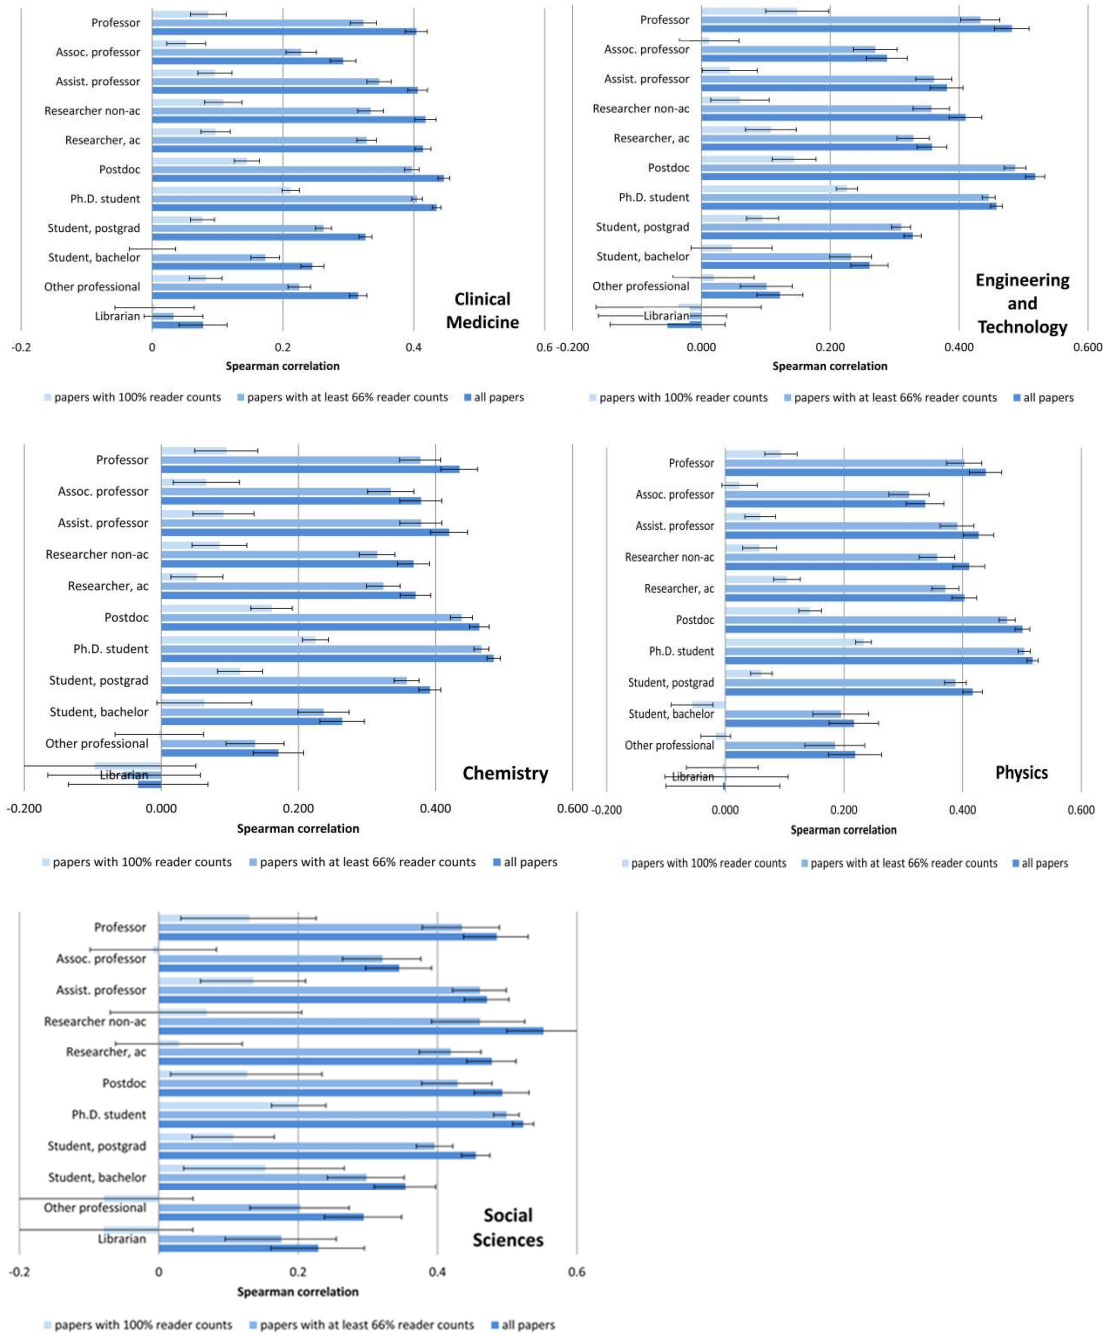 Professor
Assoc. professor
Assist. professor
Researcher non-ac
Researcher, ac
Postdoc
Ph.D. student
Student, postgrad
Student, bachelor
Other professional
Librarian
Clinical
Medicine
-0.2 0 0.2 0.4 0.6
Spearman correlation
papers with 100% reader counts papers with at least 66% reader counts all papers
Professor
Assoc. professor
Assist. professor
Researcher non-ac
Researcher, ac
Postdoc
Ph.D. student
Student, postgrad
Student, bachelor
Other professional
Librarian
Engineering
and
Technology
-0.200 0.000 0.200 0.400 0.600
Spearman correlation
papers with 100% reader counts papers with at least 66% reader counts all papers
Professor
Assoc. professor
Assist. professor
Researcher non-ac
Researcher, ac
Postdoc
Ph.D. student
Student, postgrad
Student, bachelor
Other professional
Librarian
Chemistry
-0.200 0.000 0.200 0.400 0.600
Spearman correlation
papers with 100% reader counts papers with at least 66% reader counts all papers
Professor
Assoc. professor
Assist. professor
Researcher non-ac
Researcher, ac
Postdoc
Ph.D. student
Student, postgrad
Student, bachelor
Other professional
Librarian
Physics
-0.200 0.000 0.200 0.400 0.600
Spearman correlation
papers with 100% reader counts papers with at least 66% reader counts all papers
Professor
Assoc. professor
Assist. professor
Researcher non-ac
Researcher, ac
Postdoc
Ph.D. student
Student, postgrad
Student, bachelor
Other professional
Librarian
Social
Sciences
-0.2 0 0.2 0.4 0.6
Spearman correlation
papers with 100% reader counts papers with at least 66% reader counts all papers